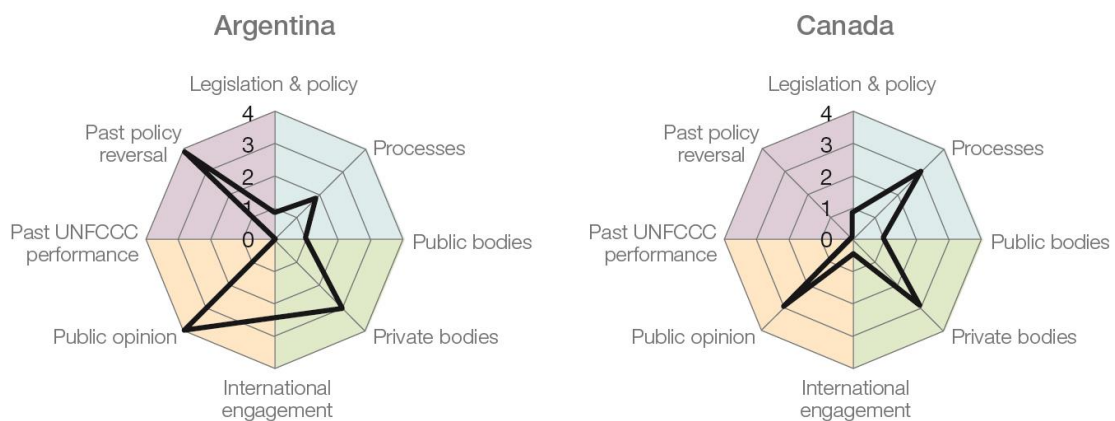 Argentina
Legislation & policy
Past policy
reversal
Processes
4
3
2
1
0
Past UNFCCC
performance
Public bodies
Public opinion
Private bodies
International
engagement
Canada
Legislation & policy
Past policy
reversal
Processes
4
3
2
1
0
Past UNFCCC
performance
Public bodies
Public opinion
Private bodies
International
engagement